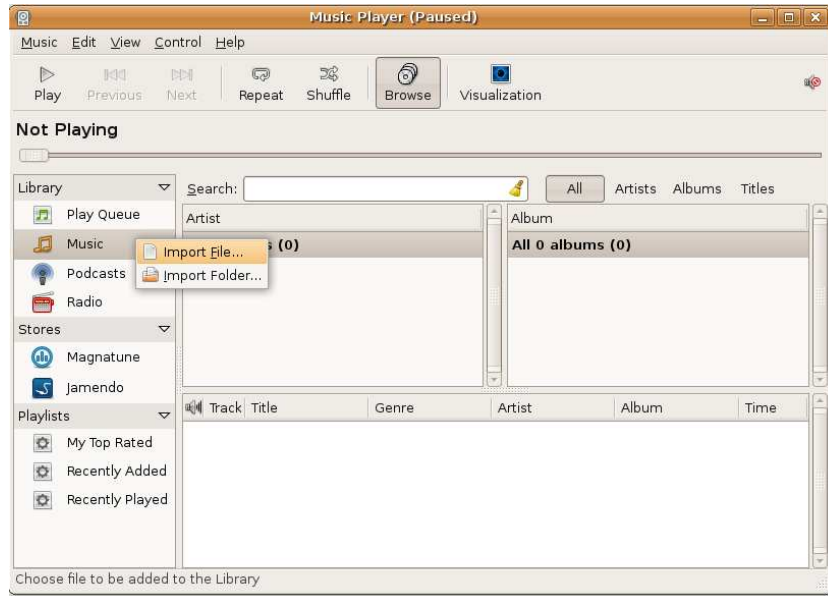 Music Player (Paused)
Music Edit View Control Help
Play Previous Next Repeat Shuffle Browse Visualization
Not Playing
Library
Search:
All Artists Albums Titles
Play Queue
Artist
Album
Music
(0)
All 0 albums (0)
Import File...
Podcasts
Import Folder...
Radio
Stores
Magnatune
Jamendo
Playlists
Track Title Genre Artist Album Time
My Top Rated
Recently Added
Recently Played
Choose file to be added to the Library